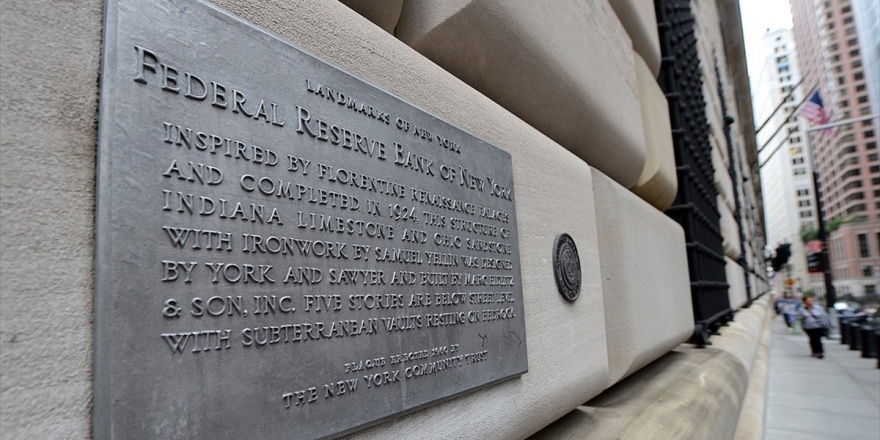 LANDMARKS OF NEW YORK
FEDERAL RESERVE BANK OF NEW YORK
INSPIRED BY FLORENTINE RENAISSANCE PALACES
AND COMPLETED IN 1924, THIS STRUCTURE OF
INDIANA LIMESTONE AND OHIO SANDSTONE
WITH IRONWORK BY SAMUEL YELLIN WAS DESIGNED
BY YORK AND SAWYER AND BUILT BY MARC EIDLITZ
& SON, INC. FIVE STORIES ARE BELOW STREET LEVEL
WITH SUBTERRANEAN VAULTS RESTING ON BEDROCK.
PLAQUE ERECTED BY
THE NEW YORK COMMUNITY TRUST